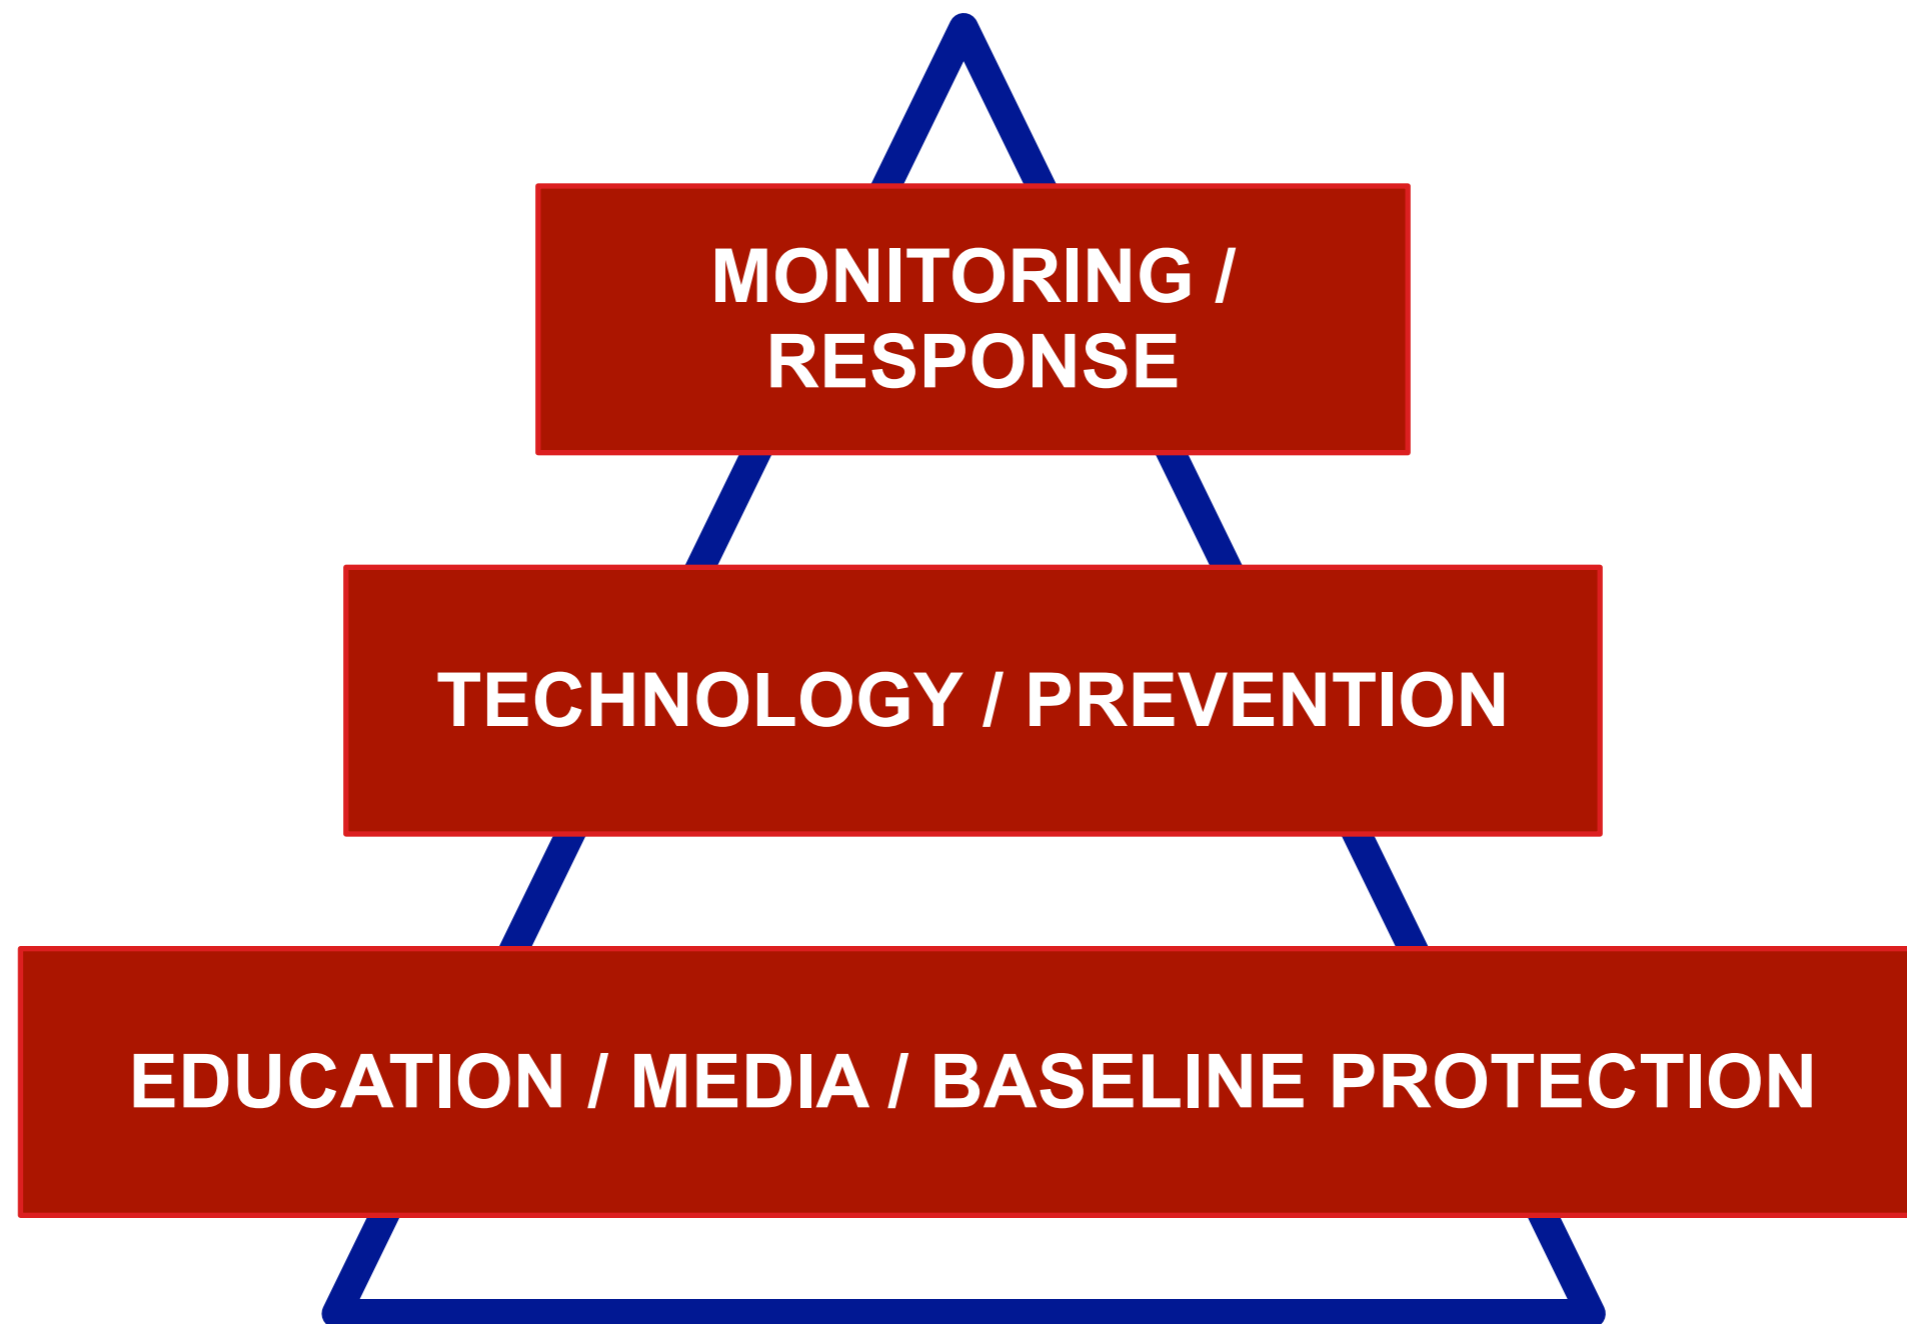 MONITORING /
RESPONSE
TECHNOLOGY / PREVENTION
EDUCATION / MEDIA / BASELINE PROTECTION